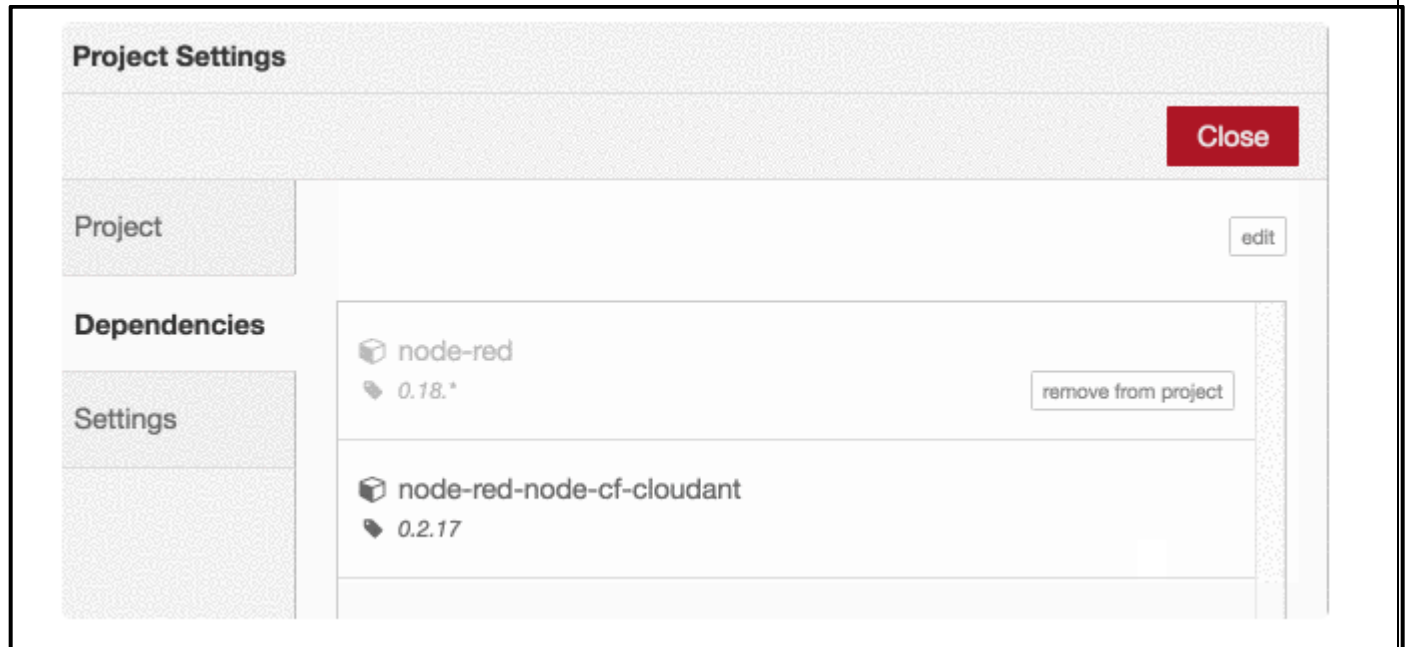 Project Settings
Close
Project
edit
Dependencies
node-red
0.18.*
remove from project
Settings
node-red-node-cf-cloudant
0.2.17